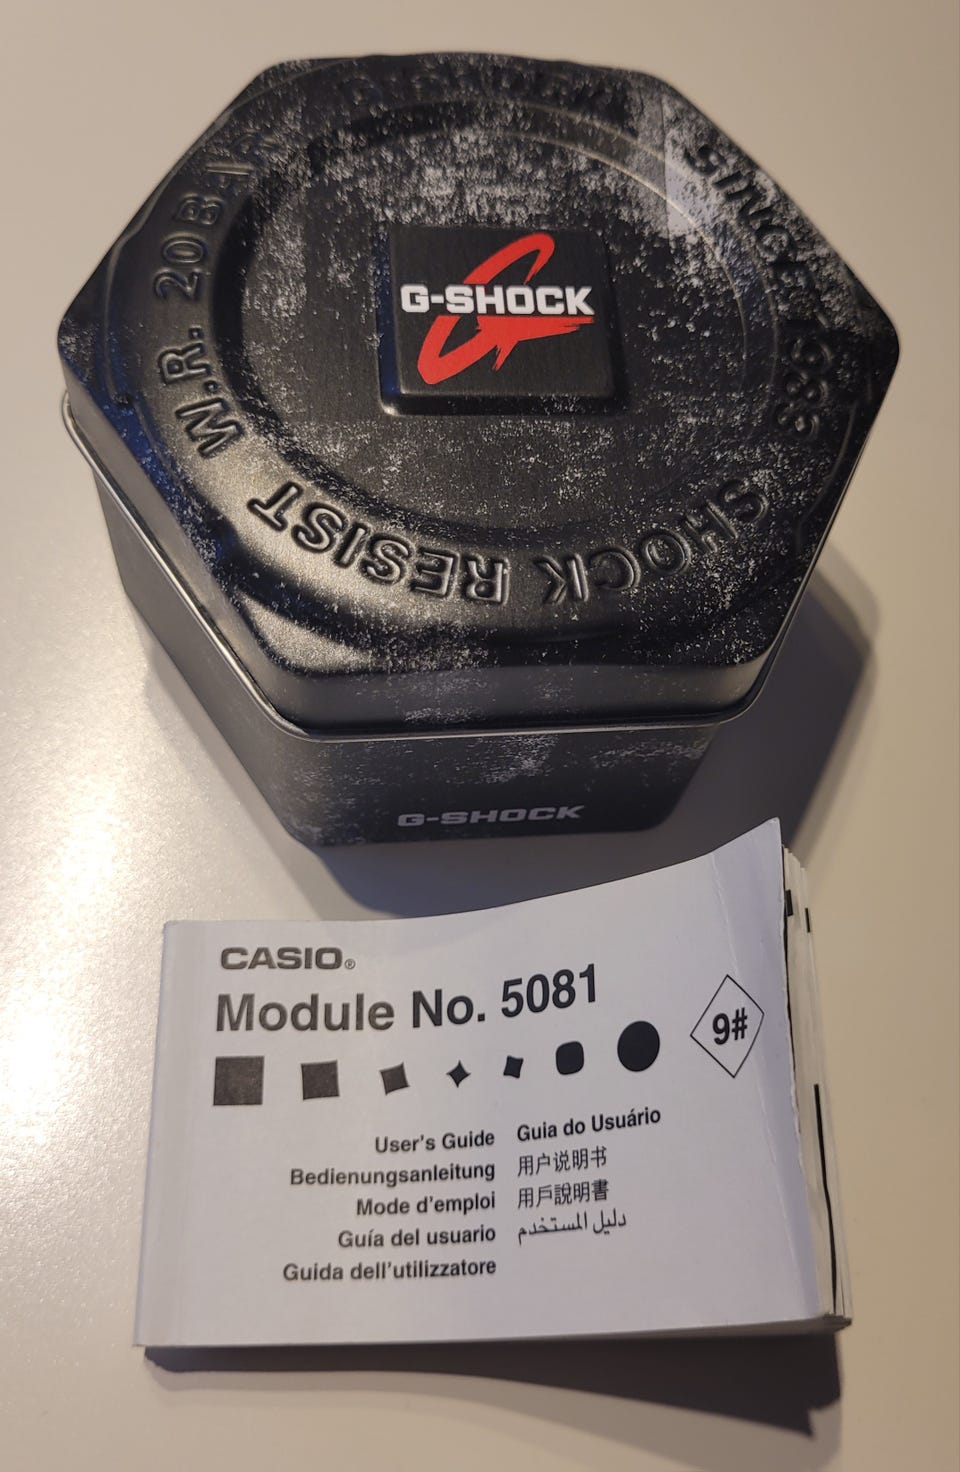 SINCE 1983
W.R. 20BAR
G-SHOCK
SHOCK RESIST
G-SHOCK
CASIO®
Module No. 5081
9#
User's Guide
Bedienungsanleitung
Mode d'emploi
Guía del usuario
Guida dell'utilizzatore
Guia do Usuário
用户说明书
用戶說明書
دليل المستخدم